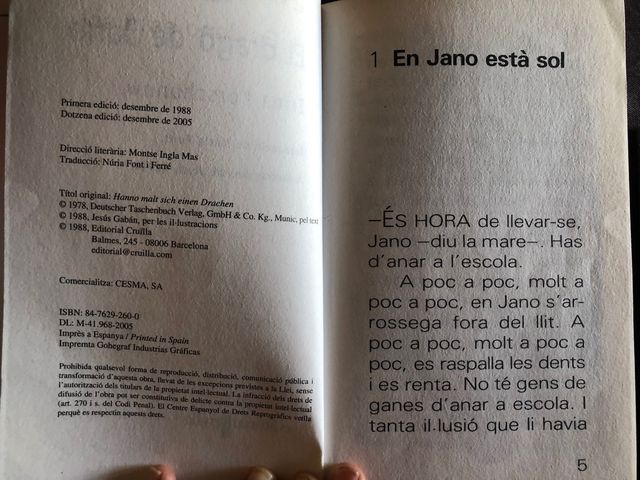 Primera edició: desembre de 1988
Dotzena edició: desembre de 2005
Direcció literària: Montse Ingla Mas
Traducció: Núria Font i Ferré
Títol original: Hanno malt sich einen Drachen
© 1978, Deutscher Taschenbuch Verlag, GmbH & Co. Kg., Munic, pel text
© 1988, Jesús Gabán, per les il·lustracions
© 1988, Editorial Cruïlla
Balmes, 245 - 08006 Barcelona
editorial@cruilla.com
Comercialitza: CESMA, SA
ISBN: 84-7629-260-0
DL: M-41.968-2005
Imprès a Espanya / Printed in Spain
Impremta Gohegraf Industrias Gráficas
Prohibida qualsevol forma de reproducció, distribució, comunicació pública i
transformació d'aquesta obra, llevat de les excepcions previstes a la Llei, sense
l'autorització dels titulars de la propietat intel·lectual. La infracció dels drets de
difusió de l'obra pot ser constitutiva de delicte contra la propietat intel·lectual
(art. 270 i s. del Codi Penal). El Centre Espanyol de Drets Reprogràfics vetlla
perquè es respectin aquests drets.
1 En Jano està sol
—ÉS HORA de llevar-se,
Jano —diu la mare—. Has
d'anar a l'escola.
A poc a poc, molt a
poc a poc, en Jano s'ar-
rossega fora del llit. A
poc a poc, molt a poc a
poc, es raspalla les dents
i es renta. No té gens de
ganes d'anar a escola. I
tanta il·lusió que li havia
5